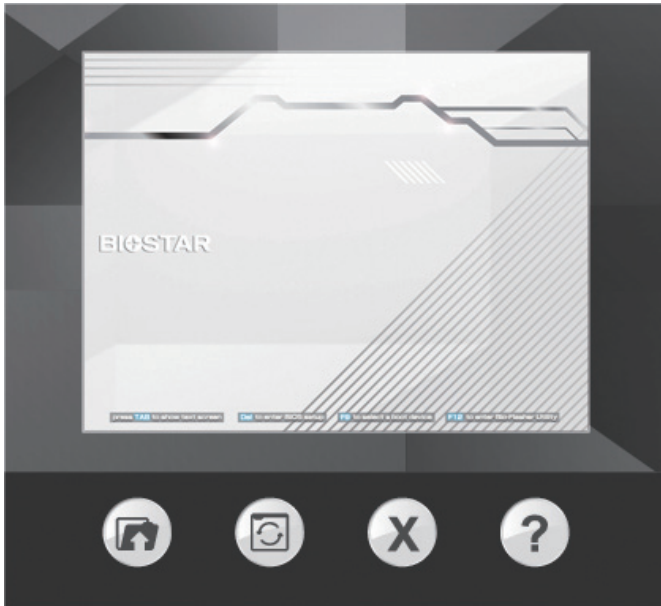 BIOSTAR
press TAB to show text screen Del to enter BIOS setup F9 to select a boot device F12 to enter Bio-Flasher Utility
X
?